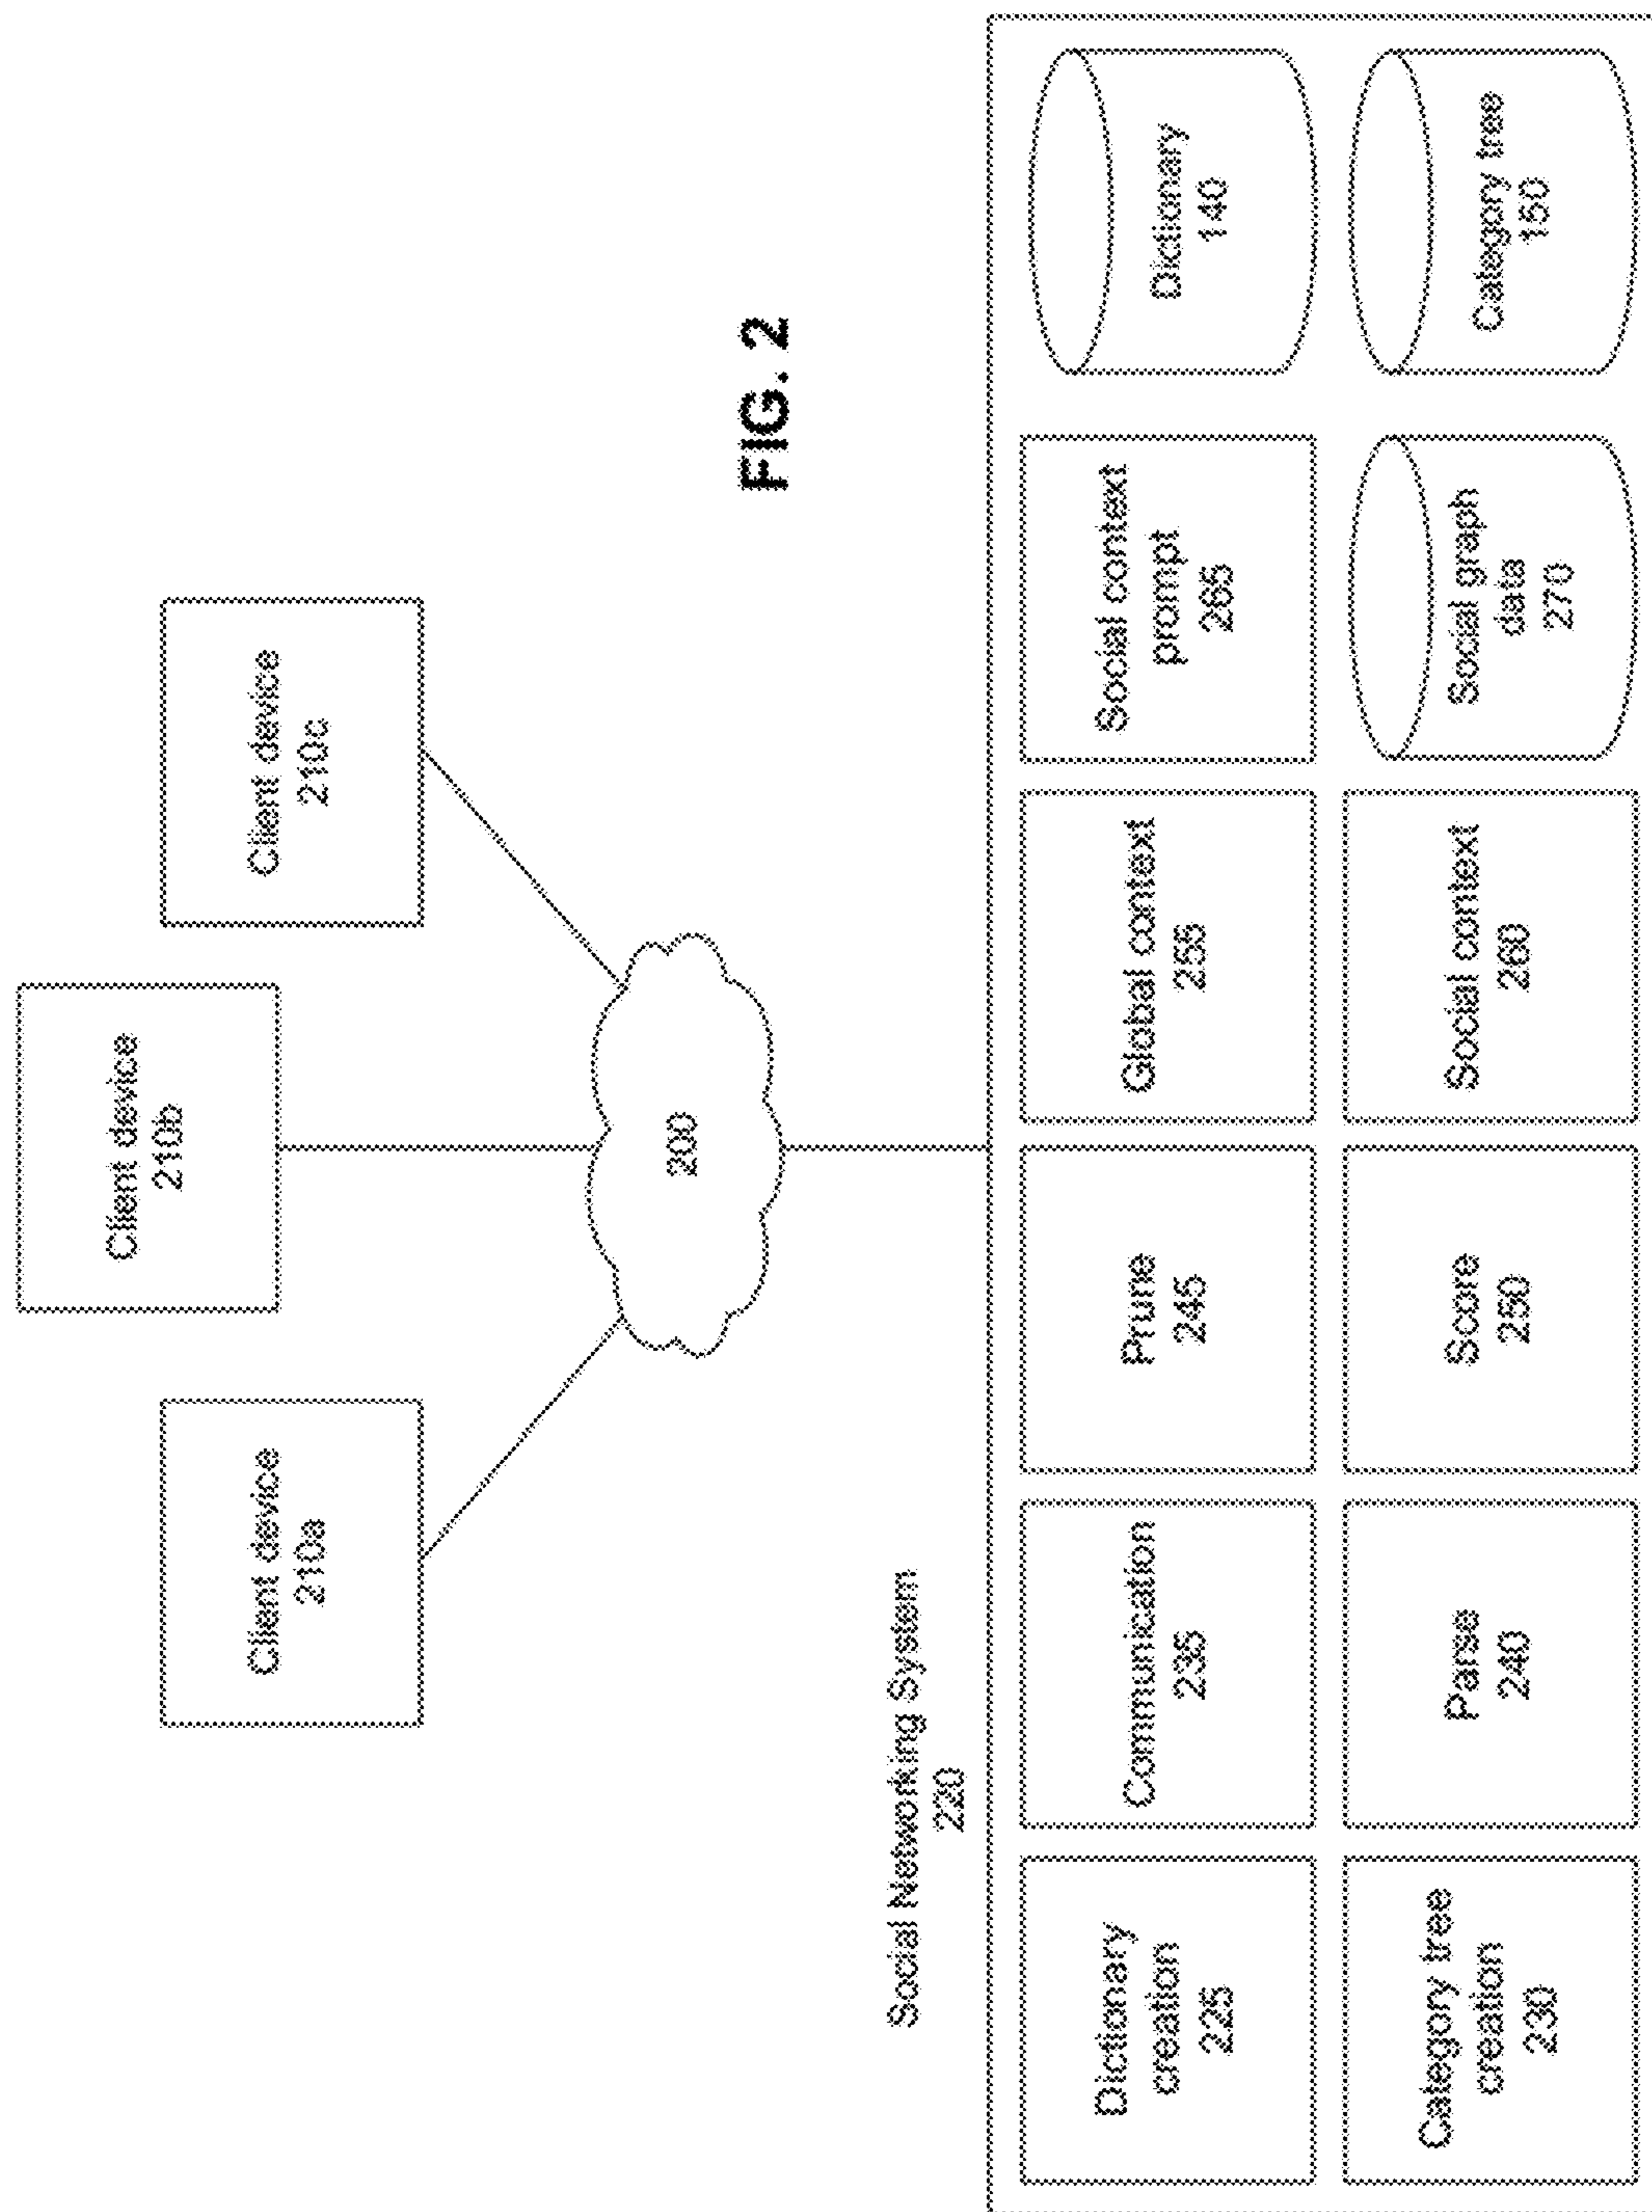 Client device
210b
Client device
210a
Client device
210c
200
FIG. 2
Social Networking System
220
Dictionary
creation
225
Communication
235
Prune
245
Global context
255
Social context
prompt
265
Dictionary
140
Category tree
creation
230
Parse
240
Score
250
Social context
260
Social graph
data
270
Category tree
150